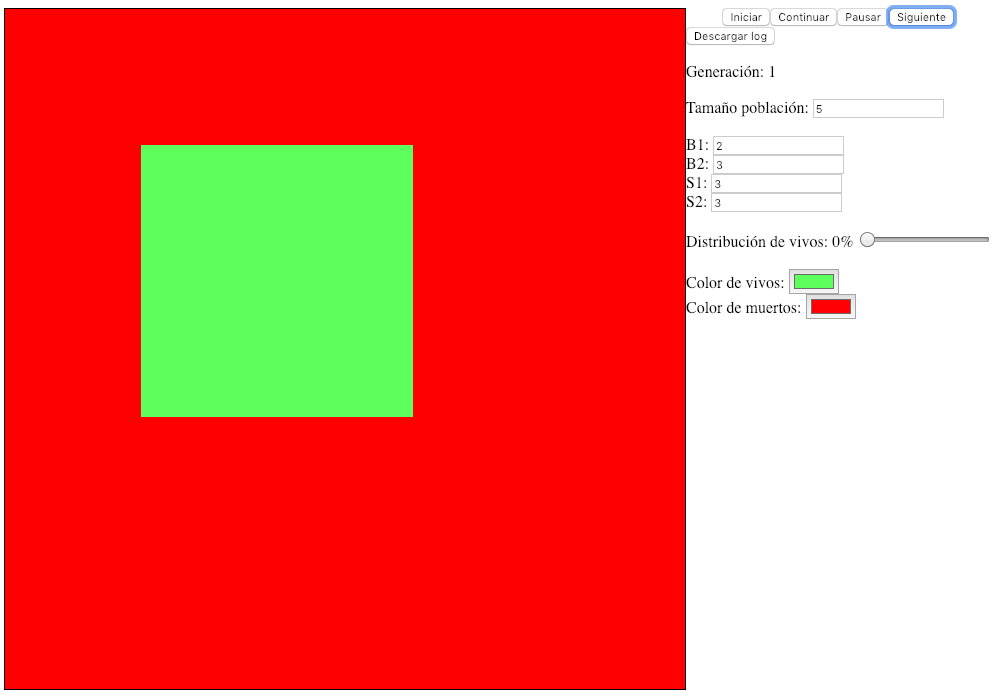 Iniciar Continuar Pausar Siguiente
Descargar log
Generación: 1
Tamaño población: 5
B1: 2
B2: 3
S1: 3
S2: 3
Distribución de vivos: 0%
Color de vivos:
Color de muertos: